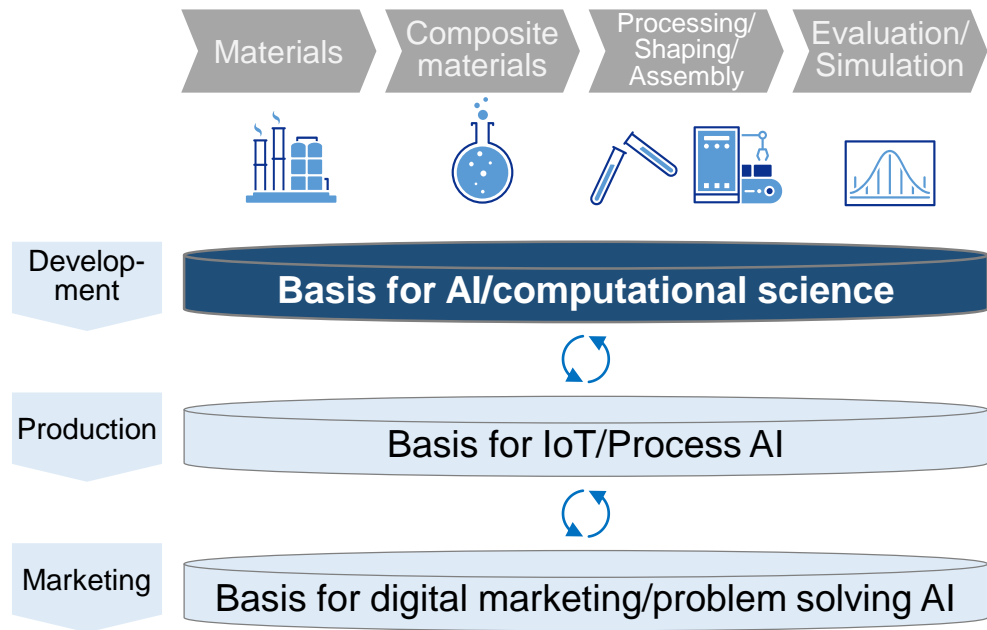 Materials
Composite
materials
Processing/
Shaping/
Assembly
Evaluation/
Simulation
Develop-
ment
Basis for AI/computational science
Production
Basis for IoT/Process AI
Marketing
Basis for digital marketing/problem solving AI